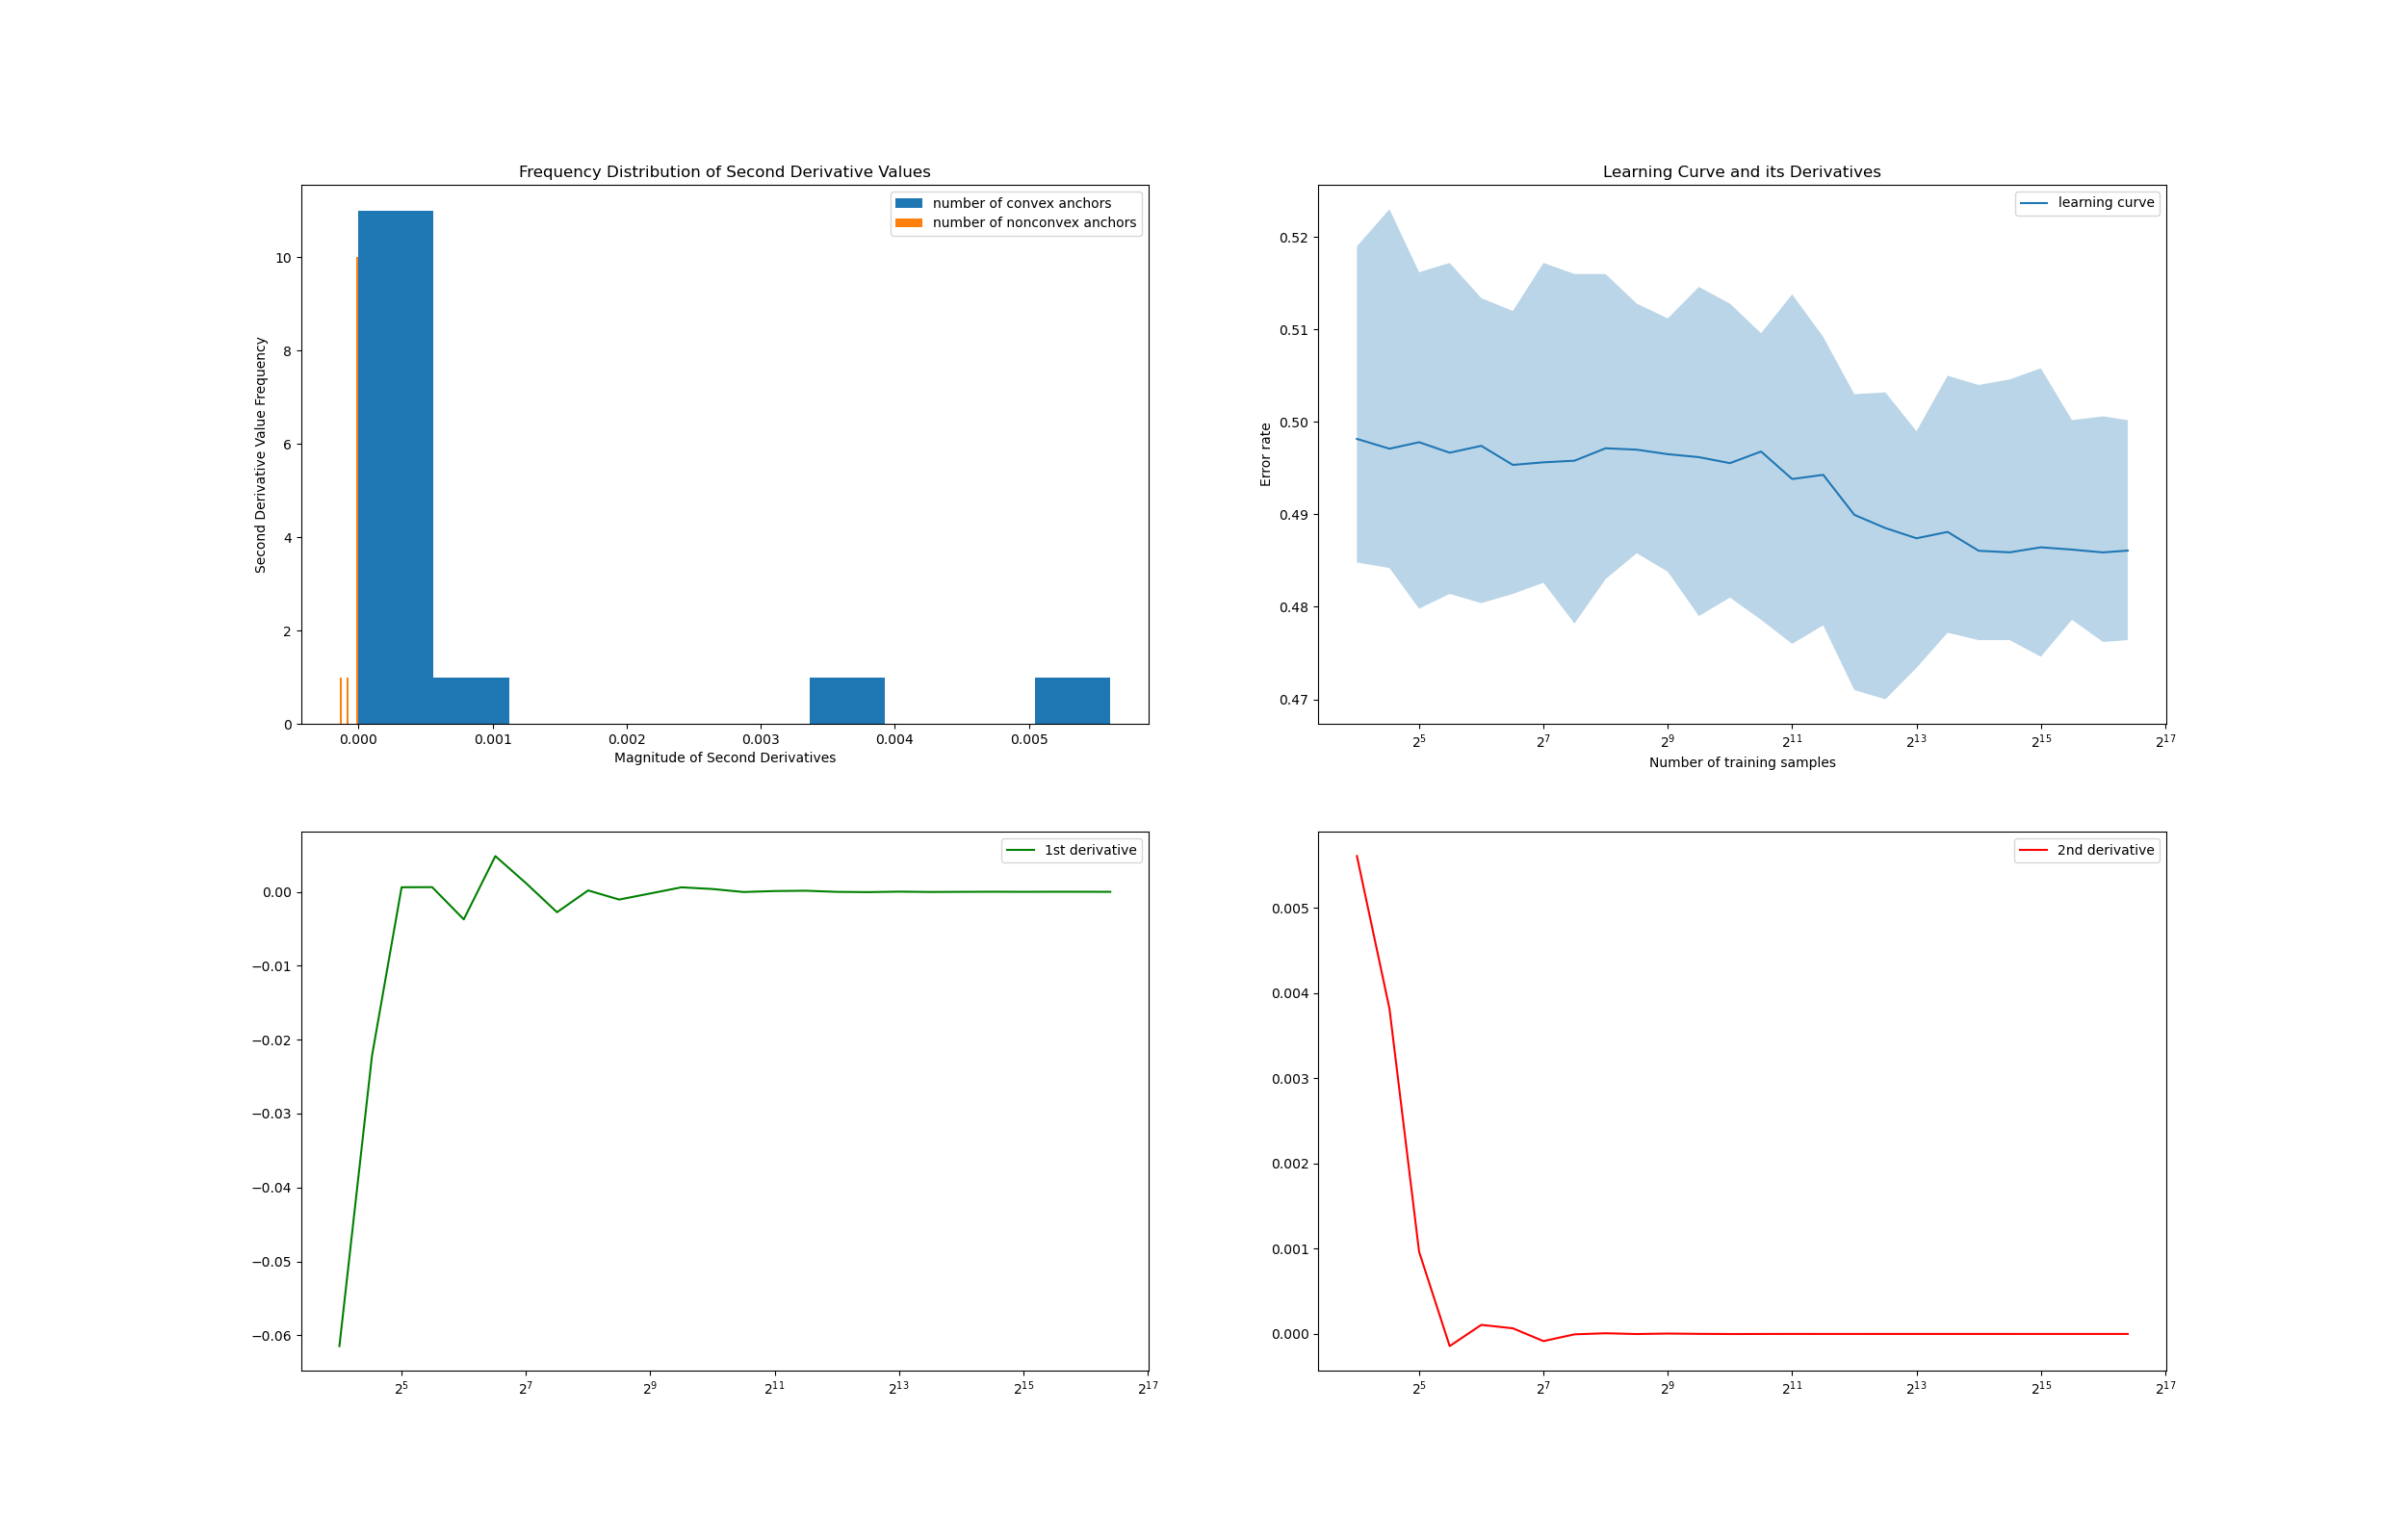 Frequency Distribution of Second Derivative Values
number of convex anchors
number of nonconvex anchors
Second Derivative Value Frequency
10
8
6
4
2
0
0.000 0.001 0.002 0.003 0.004 0.005
Magnitude of Second Derivatives
Learning Curve and its Derivatives
learning curve
Error rate
0.52
0.51
0.50
0.49
0.48
0.47
2^5 2^7 2^9 2^11 2^13 2^15 2^17
Number of training samples
1st derivative
0.00
−0.01
−0.02
−0.03
−0.04
−0.05
−0.06
2^5 2^7 2^9 2^11 2^13 2^15 2^17
2nd derivative
0.005
0.004
0.003
0.002
0.001
0.000
2^5 2^7 2^9 2^11 2^13 2^15 2^17